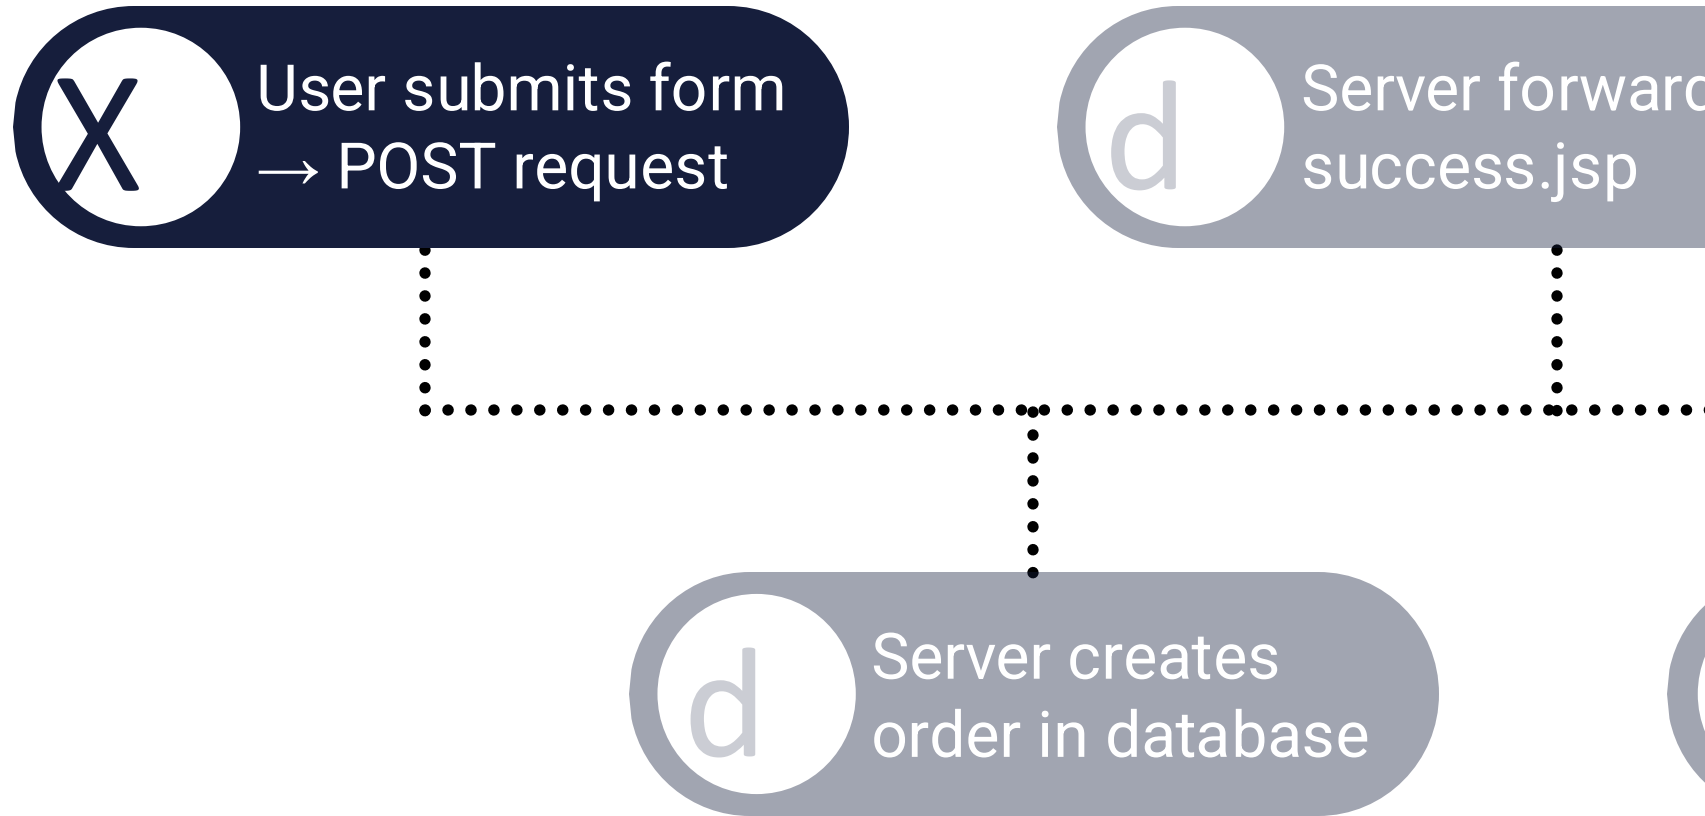 X
User submits form
→ POST request
d
Server forward
success.jsp
d
Server creates
order in database